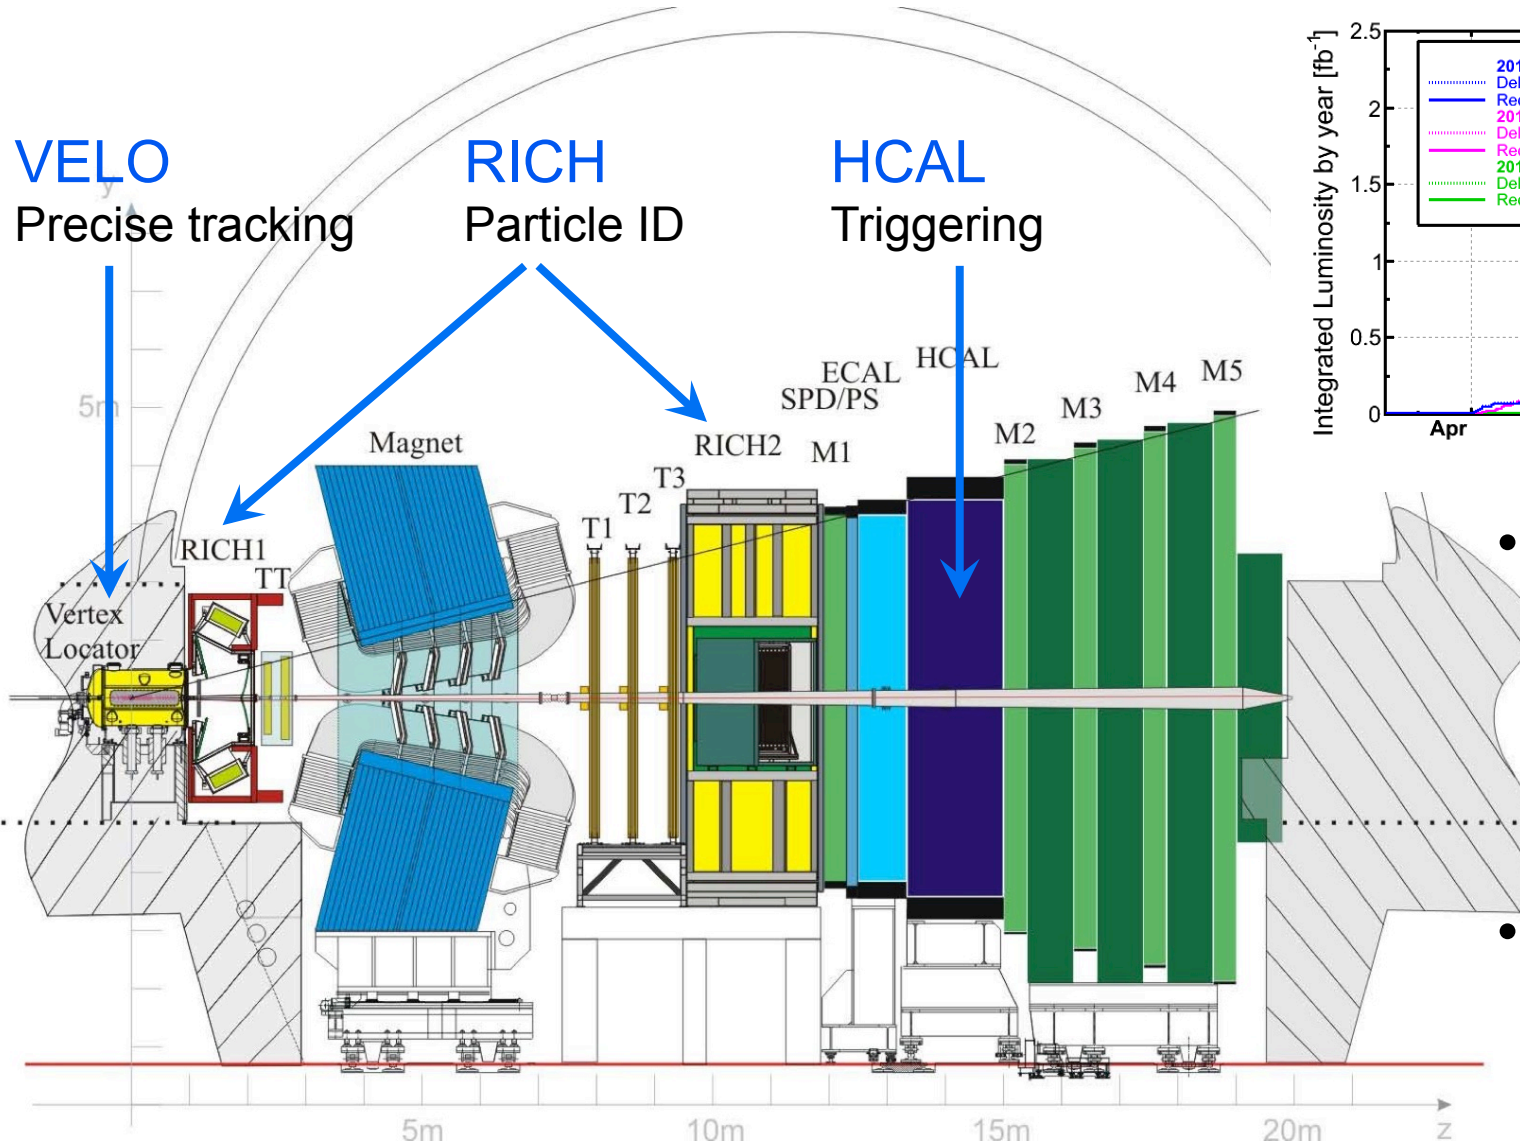 VELO
Precise tracking
RICH
Particle ID
HCAL
Triggering
y
5m
Vertex
Locator
RICH1
TT
Magnet
T1
T2
T3
RICH2
M1
SPD/PS
ECAL
HCAL
M2
M3
M4
M5
5m
10m
15m
20m
z
Integrated Luminosity by year [fb-1]
2.5
2
1.5
1
0.5
0
Apr